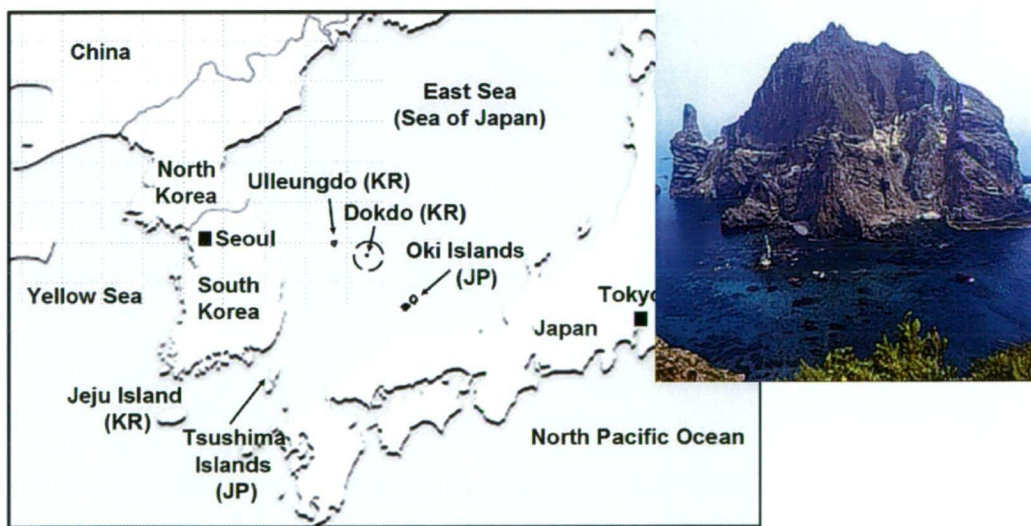 China
East Sea
(Sea of Japan)
North
Korea
Ulleungdo (KR)
Dokdo (KR)
Seoul
Oki Islands
(JP)
Yellow Sea
South
Korea
Tokyo
Japan
Jeju Island
(KR)
Tsushima
Islands
(JP)
North Pacific Ocean